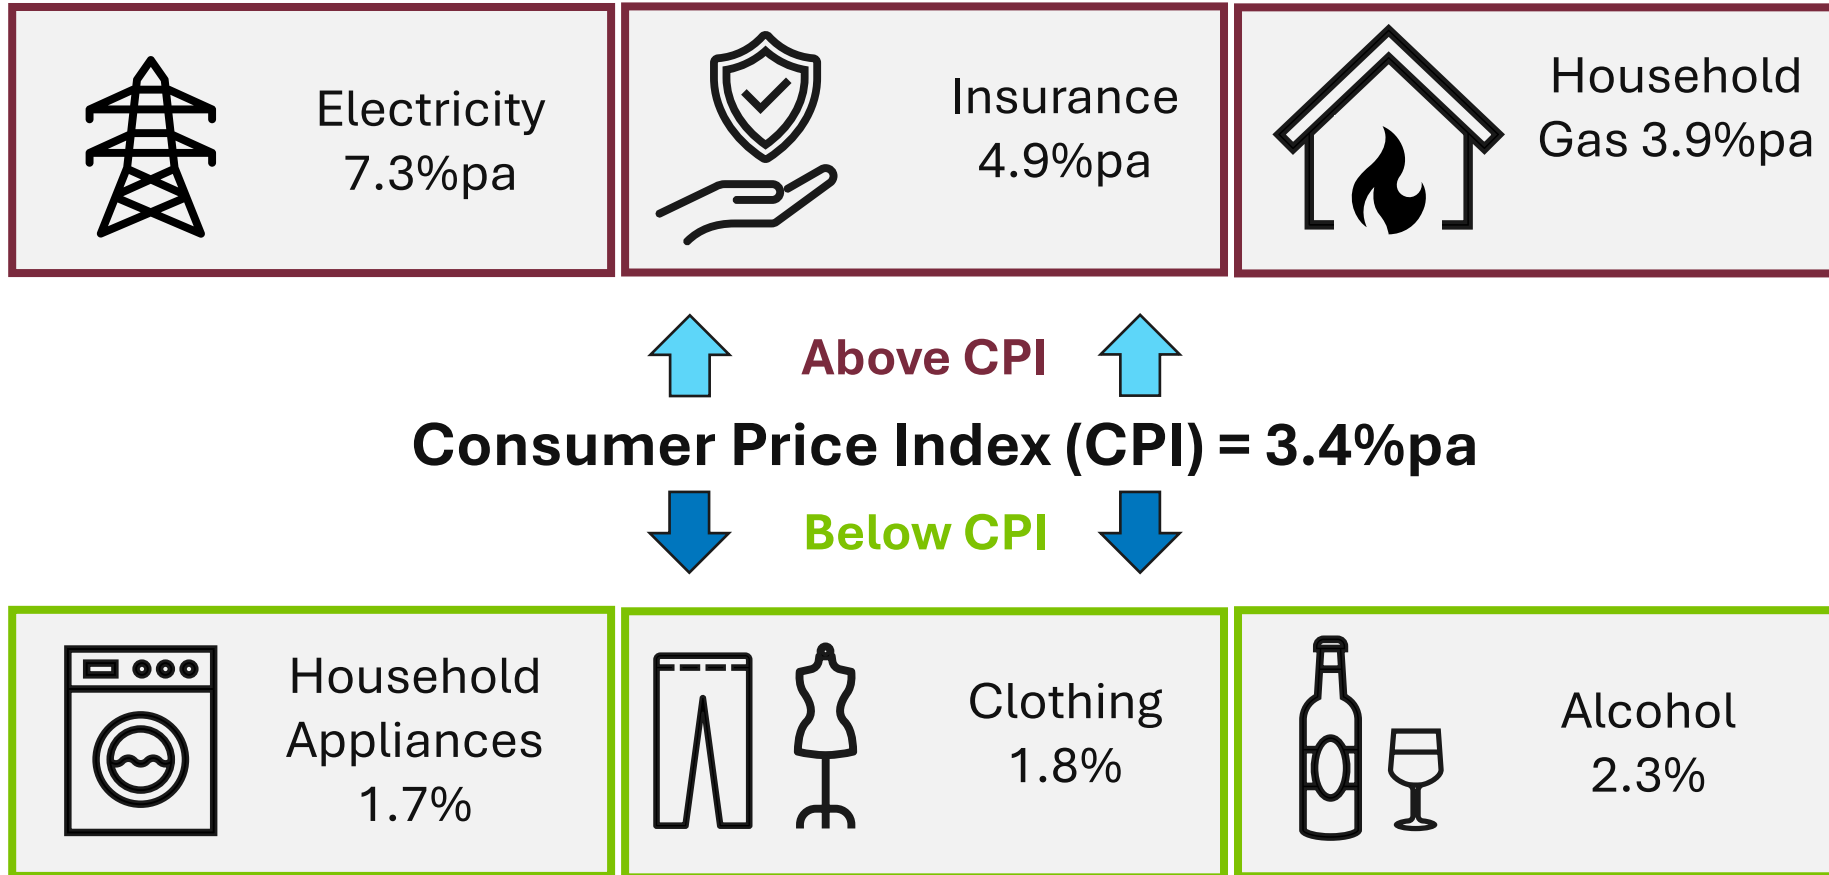 Electricity
7.3%pa
Insurance
4.9%pa
Household
Gas 3.9%pa
Above CPI
Consumer Price Index (CPI) = 3.4%pa
Below CPI
Household
Appliances
1.7%
Clothing
1.8%
Alcohol
2.3%